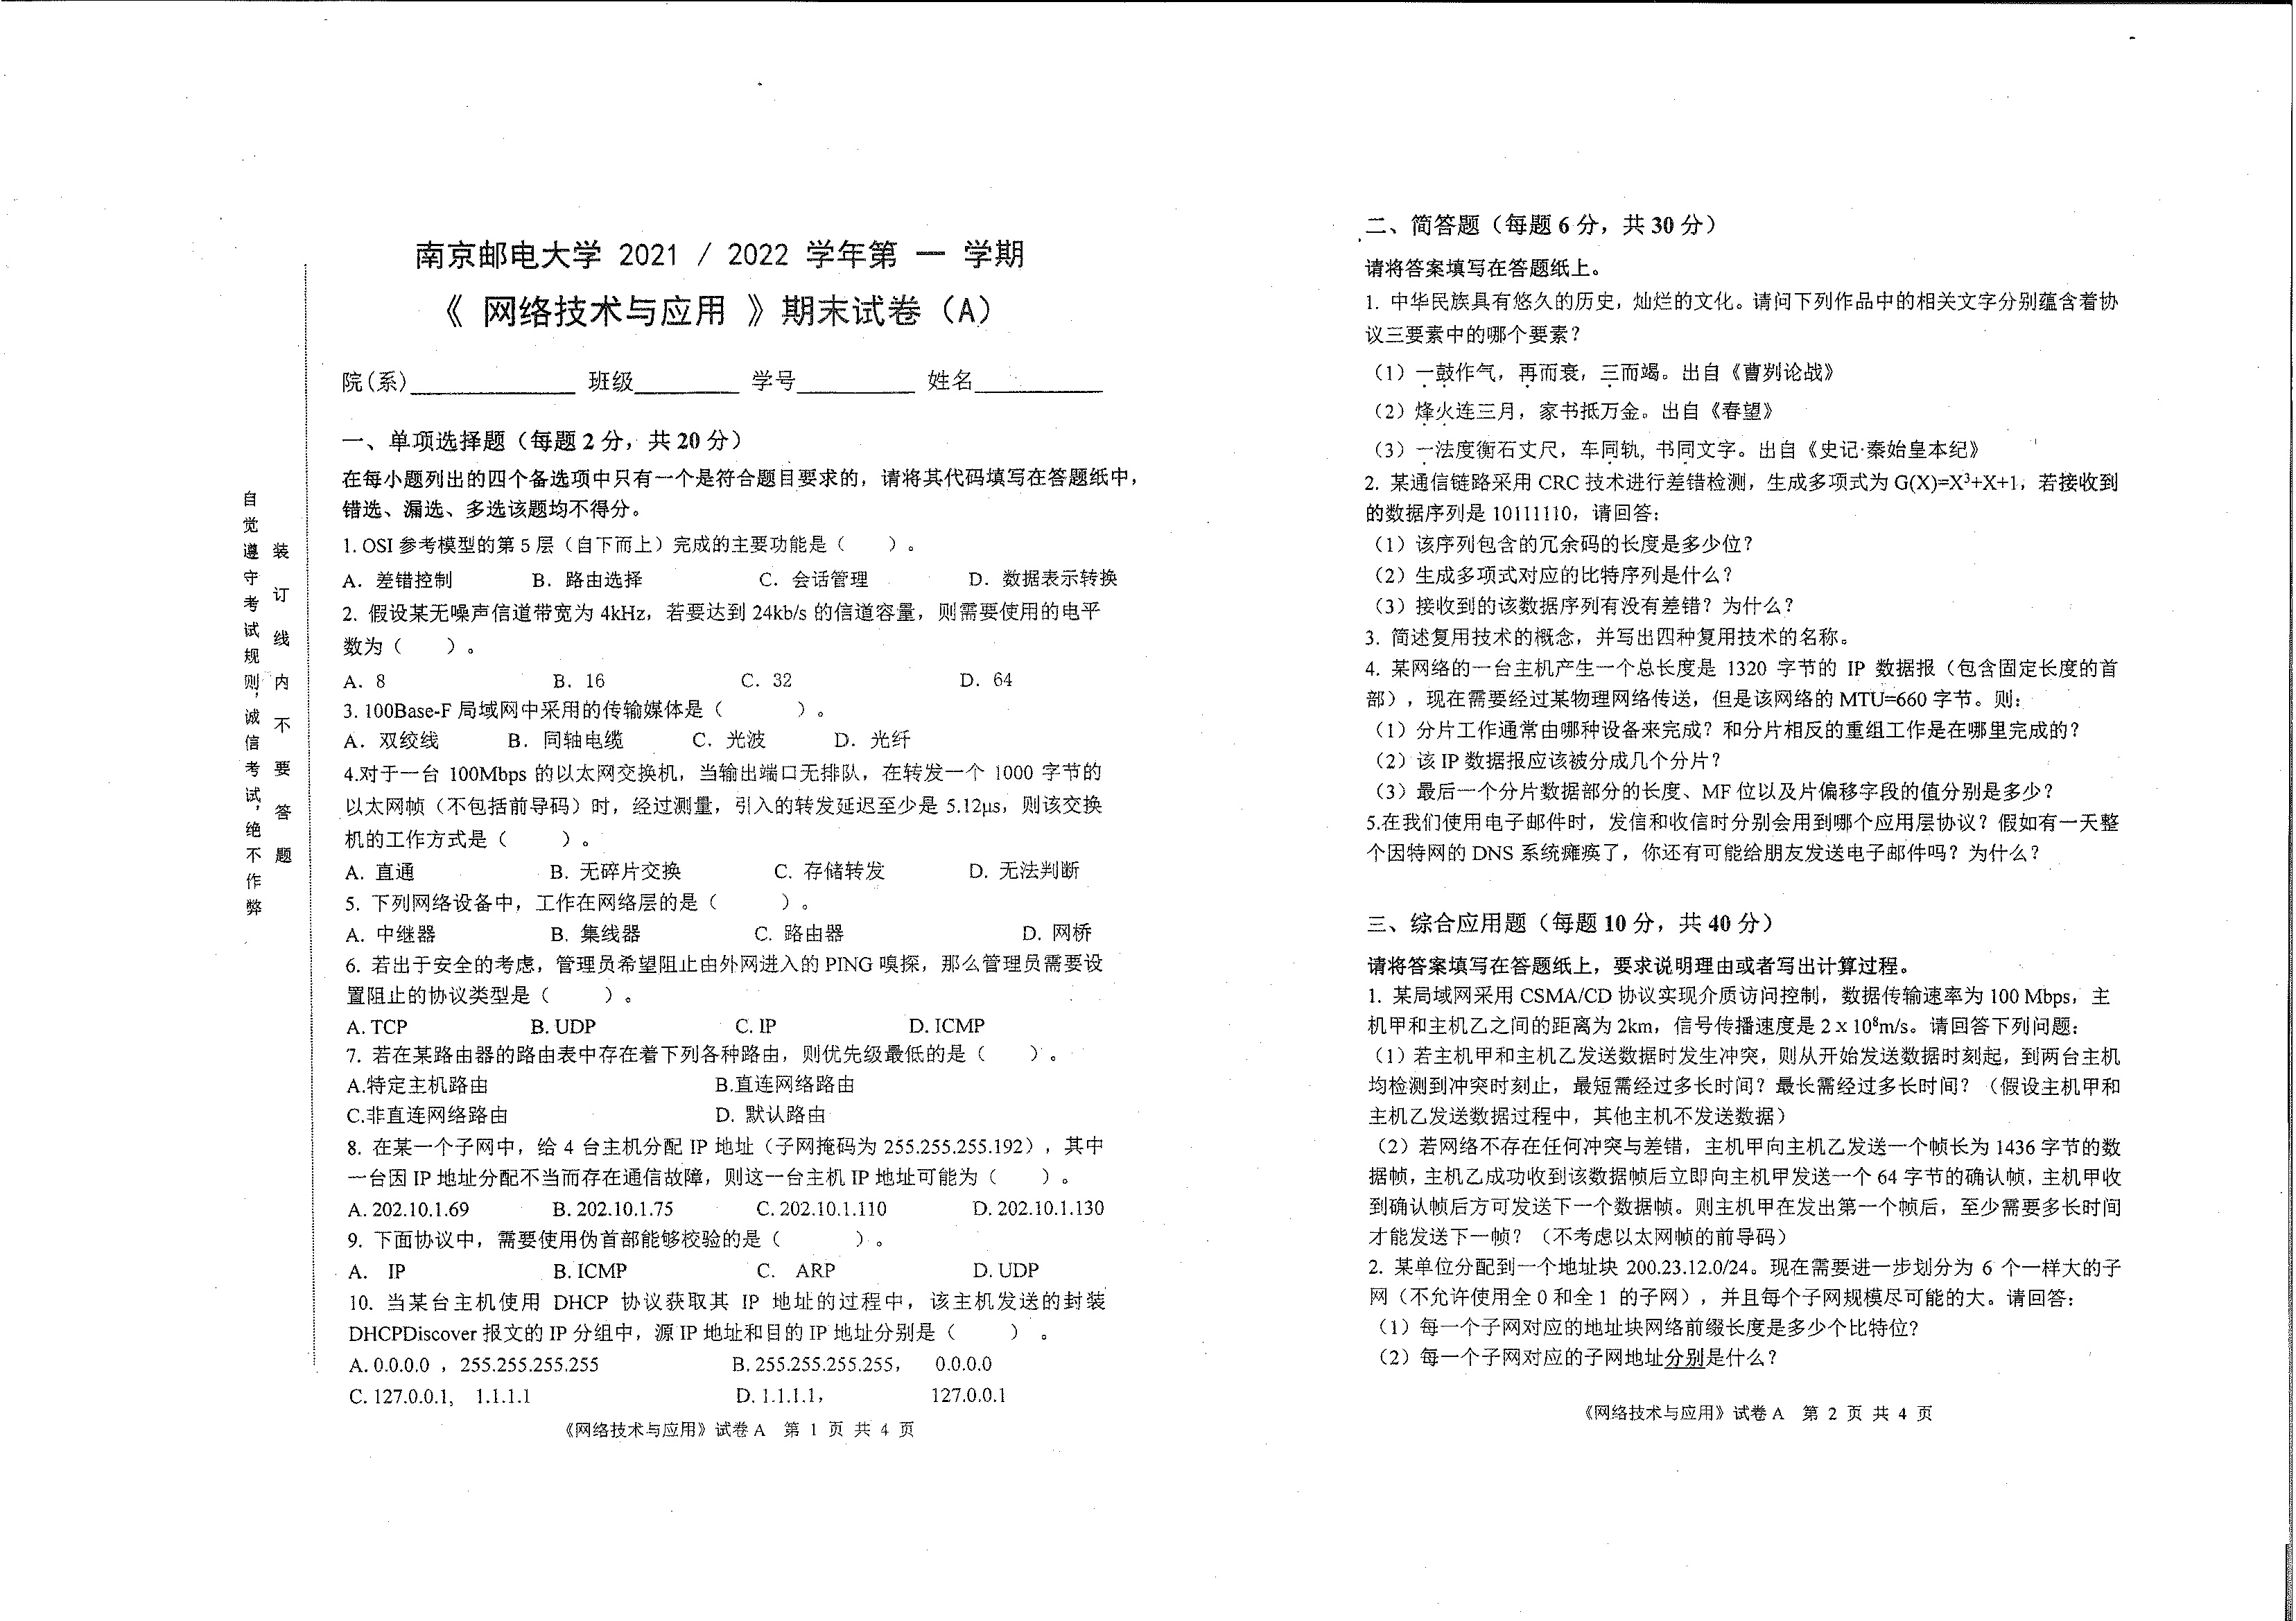 南京邮电大学 2021 / 2022 学年第 一 学期
《 网络技术与应用 》期末试卷（A）
院(系)______________ 班级_________ 学号__________ 姓名___________
自觉遵守考试规则，诚信考试，绝不作弊
装订线内不要答题
一、单项选择题（每题 2 分，共 20 分）
在每小题列出的四个备选项中只有一个是符合题目要求的，请将其代码填写在答题纸中，
错选、漏选、多选该题均不得分。
1. OSI 参考模型的第 5 层（自下而上）完成的主要功能是（ ）。
A. 差错控制 B. 路由选择 C. 会话管理 D. 数据表示转换
2. 假设某无噪声信道带宽为 4kHz，若要达到 24kb/s 的信道容量，则需要使用的电平
数为（ ）。
A. 8 B. 16 C. 32 D. 64
3. 100Base-F 局域网中采用的传输媒体是（ ）。
A. 双绞线 B. 同轴电缆 C. 光波 D. 光纤
4.对于一台 100Mbps 的以太网交换机，当输出端口无排队，在转发一个 1000 字节的
以太网帧（不包括前导码）时，经过测量，引入的转发延迟至少是 5.12μs，则该交换
机的工作方式是（ ）。
A. 直通 B. 无碎片交换 C. 存储转发 D. 无法判断
5. 下列网络设备中，工作在网络层的是（ ）。
A. 中继器 B. 集线器 C. 路由器 D. 网桥
6. 若出于安全的考虑，管理员希望阻止由外网进入的 PING 嗅探，那么管理员需要设
置阻止的协议类型是（ ）。
A. TCP B. UDP C. IP D. ICMP
7. 若在某路由器的路由表中存在着下列各种路由，则优先级最低的是（ ）。
A.特定主机路由 B.直连网络路由
C.非直连网络路由 D. 默认路由
8. 在某一个子网中，给 4 台主机分配 IP 地址（子网掩码为 255.255.255.192），其中
一台因 IP 地址分配不当而存在通信故障，则这一台主机 IP 地址可能为（ ）。
A. 202.10.1.69 B. 202.10.1.75 C. 202.10.1.110 D. 202.10.1.130
9. 下面协议中，需要使用伪首部能够校验的是（ ）。
A. IP B. ICMP C. ARP D. UDP
10. 当某台主机使用 DHCP 协议获取其 IP 地址的过程中，该主机发送的封装
DHCPDiscover 报文的 IP 分组中，源 IP 地址和目的 IP 地址分别是（ ）。
A. 0.0.0.0 ，255.255.255.255 B. 255.255.255.255， 0.0.0.0
C. 127.0.0.1， 1.1.1.1 D. 1.1.1.1， 127.0.0.1
《网络技术与应用》试卷 A 第 1 页 共 4 页
二、简答题（每题 6 分，共 30 分）
请将答案填写在答题纸上。
1. 中华民族具有悠久的历史，灿烂的文化。请问下列作品中的相关文字分别蕴含着协
议三要素中的哪个要素？
（1）一鼓作气，再而衰，三而竭。出自《曹刿论战》
（2）烽火连三月，家书抵万金。出自《春望》
（3）一法度衡石丈尺，车同轨，书同文字。出自《史记·秦始皇本纪》
2. 某通信链路采用 CRC 技术进行差错检测，生成多项式为 G(X)=X³+X+1，若接收到
的数据序列是 10111110，请回答：
（1）该序列包含的冗余码的长度是多少位？
（2）生成多项式对应的比特序列是什么？
（3）接收到的该数据序列有没有差错？为什么？
3. 简述复用技术的概念，并写出四种复用技术的名称。
4. 某网络的一台主机产生一个总长度是 1320 字节的 IP 数据报（包含固定长度的首
部），现在需要经过某物理网络传送，但是该网络的 MTU=660 字节。则：
（1）分片工作通常由哪种设备来完成？和分片相反的重组工作是在哪里完成的？
（2）该 IP 数据报应该被分成几个分片？
（3）最后一个分片数据部分的长度、MF 位以及片偏移字段的值分别是多少？
5.在我们使用电子邮件时，发信和收信时分别会用到哪个应用层协议？假如有一天整
个因特网的 DNS 系统瘫痪了，你还有可能给朋友发送电子邮件吗？为什么？
三、综合应用题（每题 10 分，共 40 分）
请将答案填写在答题纸上，要求说明理由或者写出计算过程。
1. 某局域网采用 CSMA/CD 协议实现介质访问控制，数据传输速率为 100 Mbps，主
机甲和主机乙之间的距离为 2km，信号传播速度是 2 x 10⁸m/s。请回答下列问题：
（1）若主机甲和主机乙发送数据时发生冲突，则从开始发送数据时刻起，到两台主机
均检测到冲突时刻止，最短需经过多长时间？最长需经过多长时间？（假设主机甲和
主机乙发送数据过程中，其他主机不发送数据）
（2）若网络不存在任何冲突与差错，主机甲向主机乙发送一个帧长为 1436 字节的数
据帧，主机乙成功收到该数据帧后立即向主机甲发送一个 64 字节的确认帧，主机甲收
到确认帧后方可发送下一个数据帧。则主机甲在发出第一个帧后，至少需要多长时间
才能发送下一帧？（不考虑以太网帧的前导码）
2. 某单位分配到一个地址块 200.23.12.0/24。现在需要进一步划分为 6 个一样大的子
网（不允许使用全 0 和全 1 的子网），并且每个子网规模尽可能的大。请回答：
（1）每一个子网对应的地址块网络前缀长度是多少个比特位？
（2）每一个子网对应的子网地址分别是什么？
《网络技术与应用》试卷 A 第 2 页 共 4 页